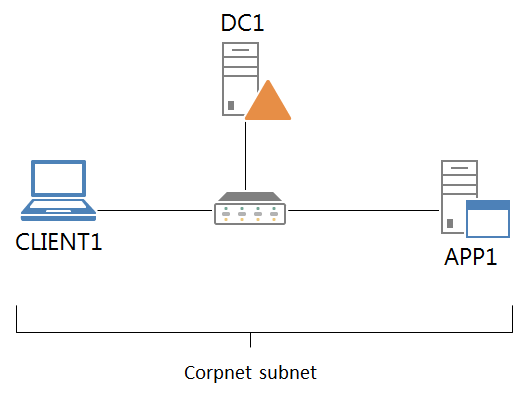 DC1
CLIENT1
APP1
Corpnet subnet